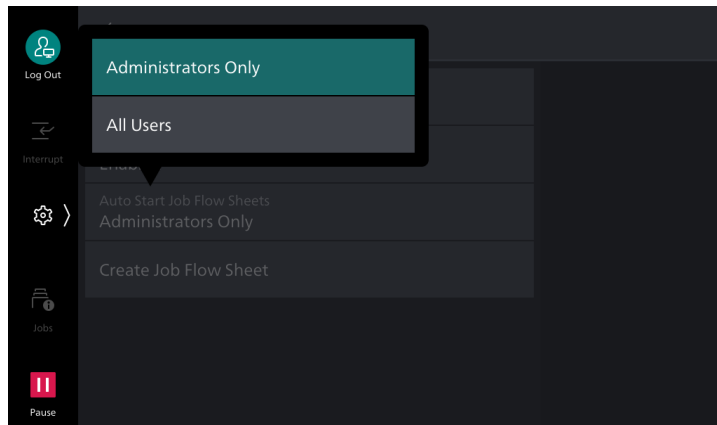 Log Out
Interrupt
Jobs
Pause
Administrators Only
All Users
Auto Start Job Flow Sheets
Administrators Only
Create Job Flow Sheet